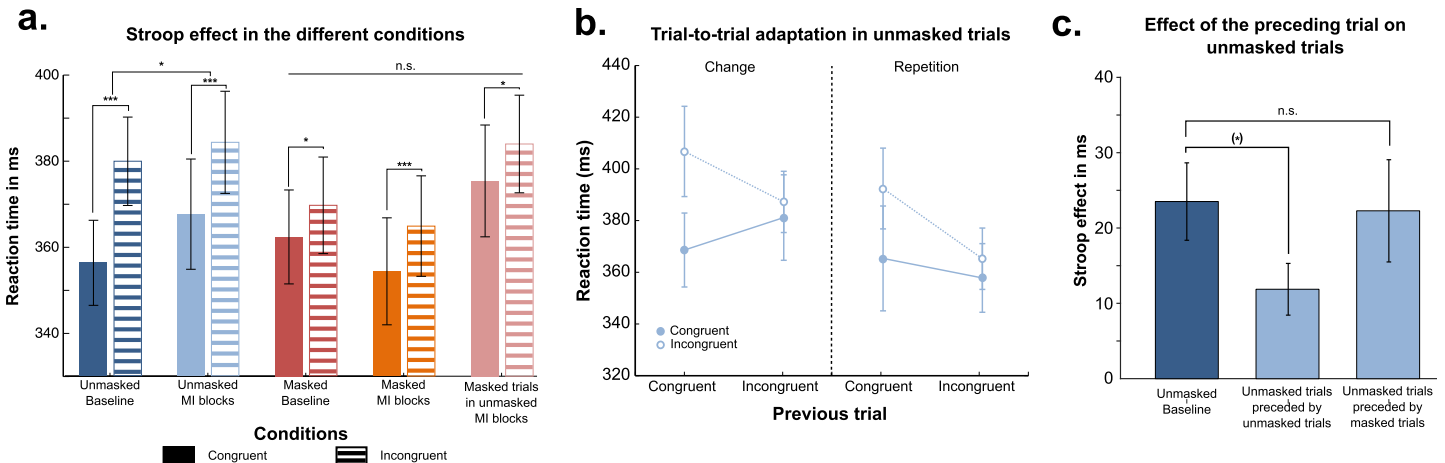 a.
Stroop effect in the different conditions
Reaction time in ms
400
380
360
340
***
*
***
n.s.
*
***
*
Unmasked
Baseline
Unmasked
MI blocks
Masked
Baseline
Masked
MI blocks
Masked trials
in unmasked
MI blocks
Conditions
Congruent
Incongruent
b.
Trial-to-trial adaptation in unmasked trials
Reaction time (ms)
440
420
400
380
360
340
320
Change
Repetition
Congruent
Incongruent
Congruent
Incongruent
Congruent
Incongruent
Previous trial
c.
Effect of the preceding trial on
unmasked trials
Stroop effect in ms
40
30
20
10
0
n.s.
(*)
Unmasked
Baseline
Unmasked trials
preceded by
unmasked trials
Unmasked trials
preceded by
masked trials